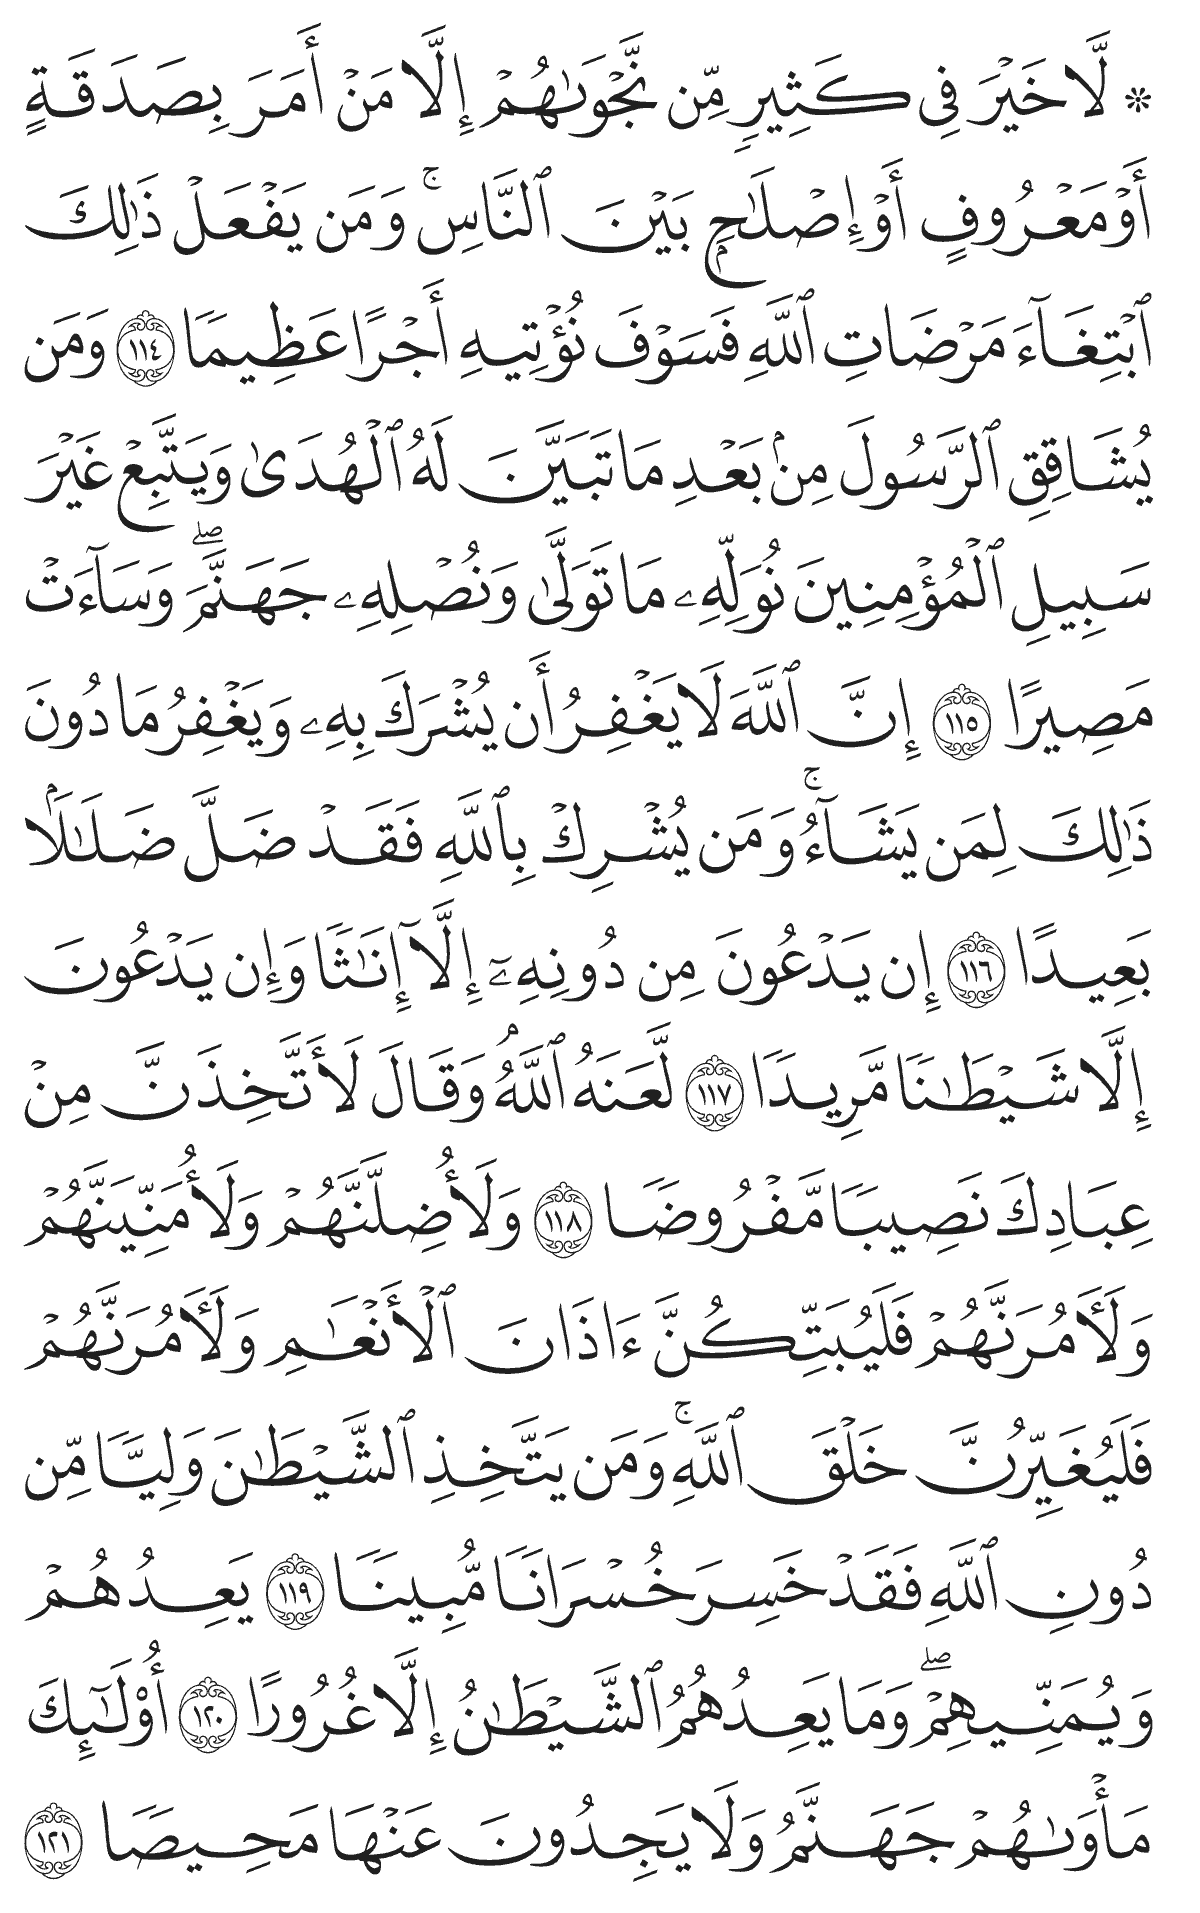 ۞ لَّا خَيْرَ فِي كَثِيرٖ مِّن نَّجْوَىٰهُمْ إِلَّا مَنْ أَمَرَ بِصَدَقَةٍ
أَوْ مَعْرُوفٍ أَوْ إِصْلَٰحِۭ بَيْنَ ٱلنَّاسِۚ وَمَن يَفْعَلْ ذَٰلِكَ
ٱبْتِغَآءَ مَرْضَاتِ ٱللَّهِ فَسَوْفَ نُؤْتِيهِ أَجْرًا عَظِيمٗا ١١٤ وَمَن
يُشَاقِقِ ٱلرَّسُولَ مِنۢ بَعْدِ مَا تَبَيَّنَ لَهُ ٱلْهُدَىٰ وَيَتَّبِعْ غَيْرَ
سَبِيلِ ٱلْمُؤْمِنِينَ نُوَلِّهِۦ مَا تَوَلَّىٰ وَنُصْلِهِۦ جَهَنَّمَۖ وَسَآءَتْ
مَصِيرًا ١١٥ إِنَّ ٱللَّهَ لَا يَغْفِرُ أَن يُشْرَكَ بِهِۦ وَيَغْفِرُ مَا دُونَ
ذَٰلِكَ لِمَن يَشَآءُۚ وَمَن يُشْرِكْ بِٱللَّهِ فَقَدْ ضَلَّ ضَلَٰلَۢا
بَعِيدًا ١١٦ إِن يَدْعُونَ مِن دُونِهِۦٓ إِلَّآ إِنَٰثٗا وَإِن يَدْعُونَ
إِلَّا شَيْطَٰنٗا مَّرِيدٗا ١١٧ لَّعَنَهُ ٱللَّهُۘ وَقَالَ لَأَتَّخِذَنَّ مِنْ
عِبَادِكَ نَصِيبٗا مَّفْرُوضٗا ١١٨ وَلَأُضِلَّنَّهُمْ وَلَأُمَنِّيَنَّهُمْ
وَلَأٓمُرَنَّهُمْ فَلَيُبَتِّكُنَّ ءَاذَانَ ٱلْأَنْعَٰمِ وَلَأٓمُرَنَّهُمْ
فَلَيُغَيِّرُنَّ خَلْقَ ٱللَّهِۚ وَمَن يَتَّخِذِ ٱلشَّيْطَٰنَ وَلِيّٗا مِّن
دُونِ ٱللَّهِ فَقَدْ خَسِرَ خُسْرَانٗا مُّبِينٗا ١١٩ يَعِدُهُمْ
وَيُمَنِّيهِمْۖ وَمَا يَعِدُهُمُ ٱلشَّيْطَٰنُ إِلَّا غُرُورًا ١٢٠ أُوْلَٰٓئِكَ
مَأْوَىٰهُمْ جَهَنَّمُ وَلَا يَجِدُونَ عَنْهَا مَحِيصٗا ١٢١